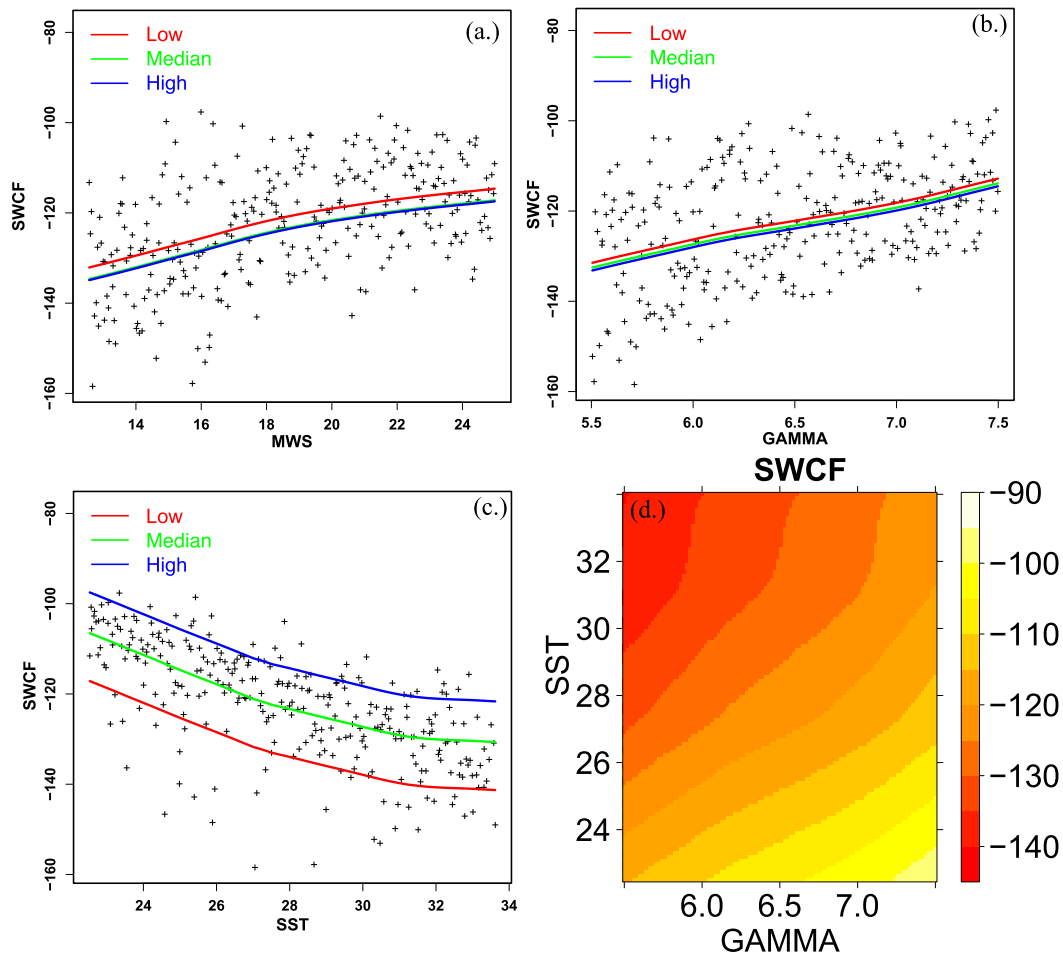 (a.)
Low
Median
High
SWCF
-80
-100
-120
-140
-160
14
16
18
20
22
24
MWS
(b.)
Low
Median
High
SWCF
-80
-100
-120
-140
-160
5.5
6.0
6.5
7.0
7.5
GAMMA
(c.)
Low
Median
High
SWCF
-80
-100
-120
-140
-160
24
26
28
30
32
34
SST
SWCF
(d.)
SST
32
30
28
26
24
6.0
6.5
7.0
GAMMA
−90
−100
−110
−120
−130
−140